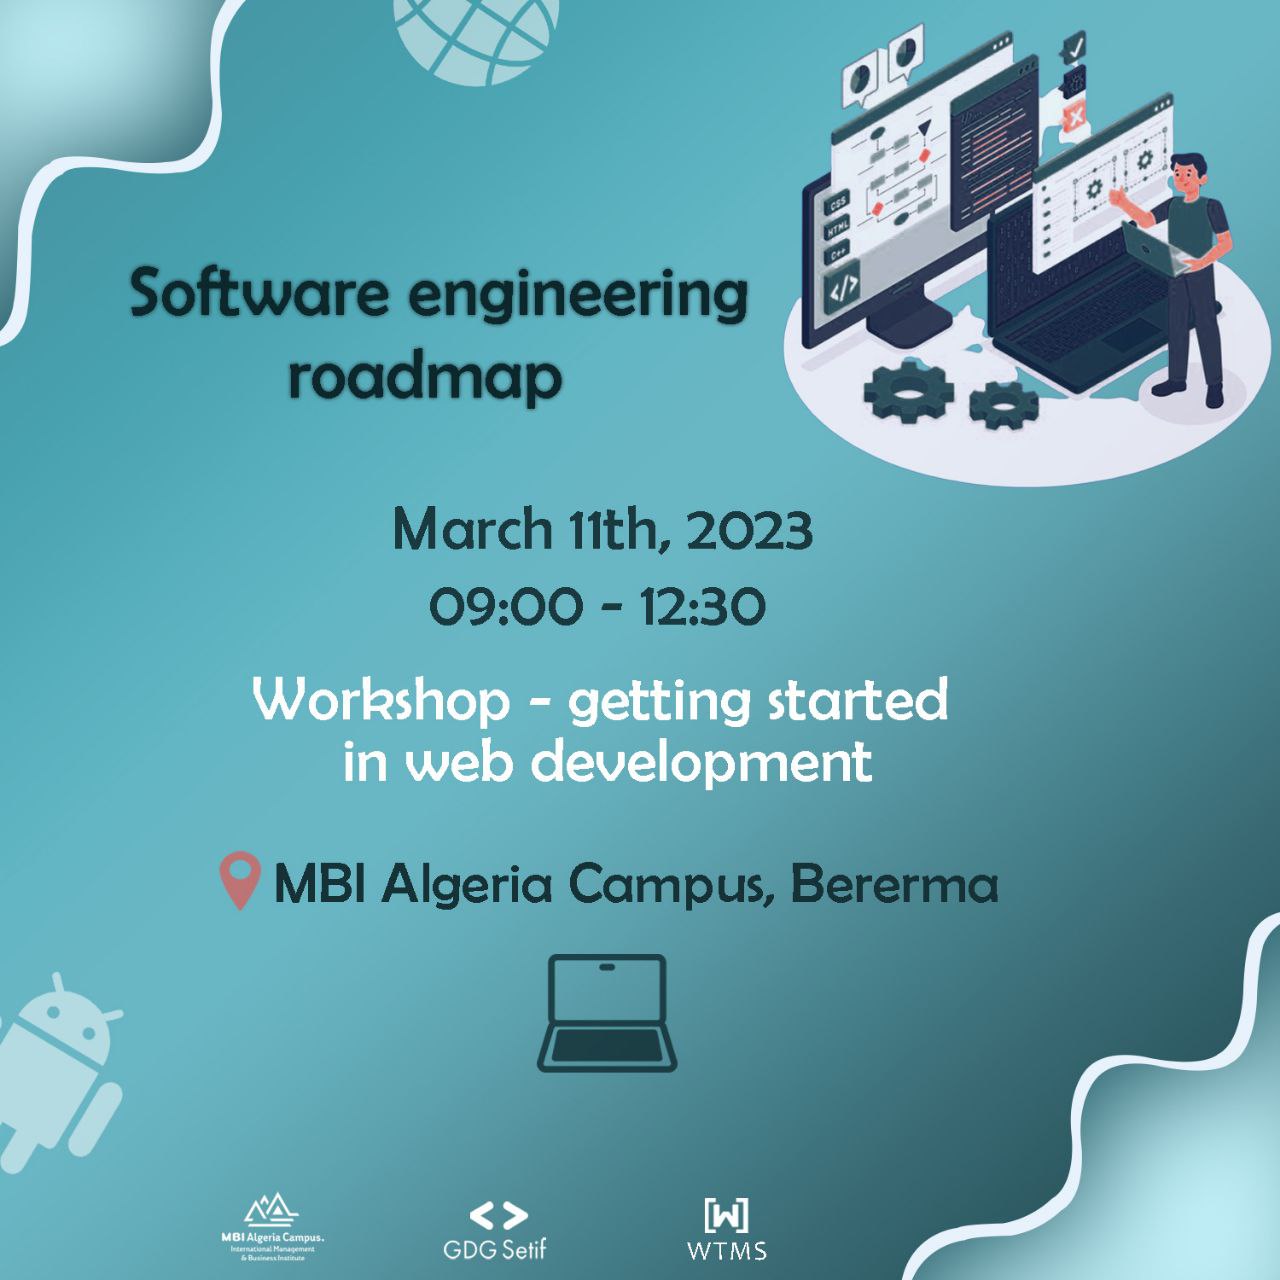 CSS
HTML
C++
</>
Software engineering
roadmap
March 11th, 2023
09:00 - 12:30
Workshop - getting started
in web development
MBI Algeria Campus, Bererma
MBI Algeria Campus.
International Management
& Business Institute
<>
GDG Setif
[W]
WTMS